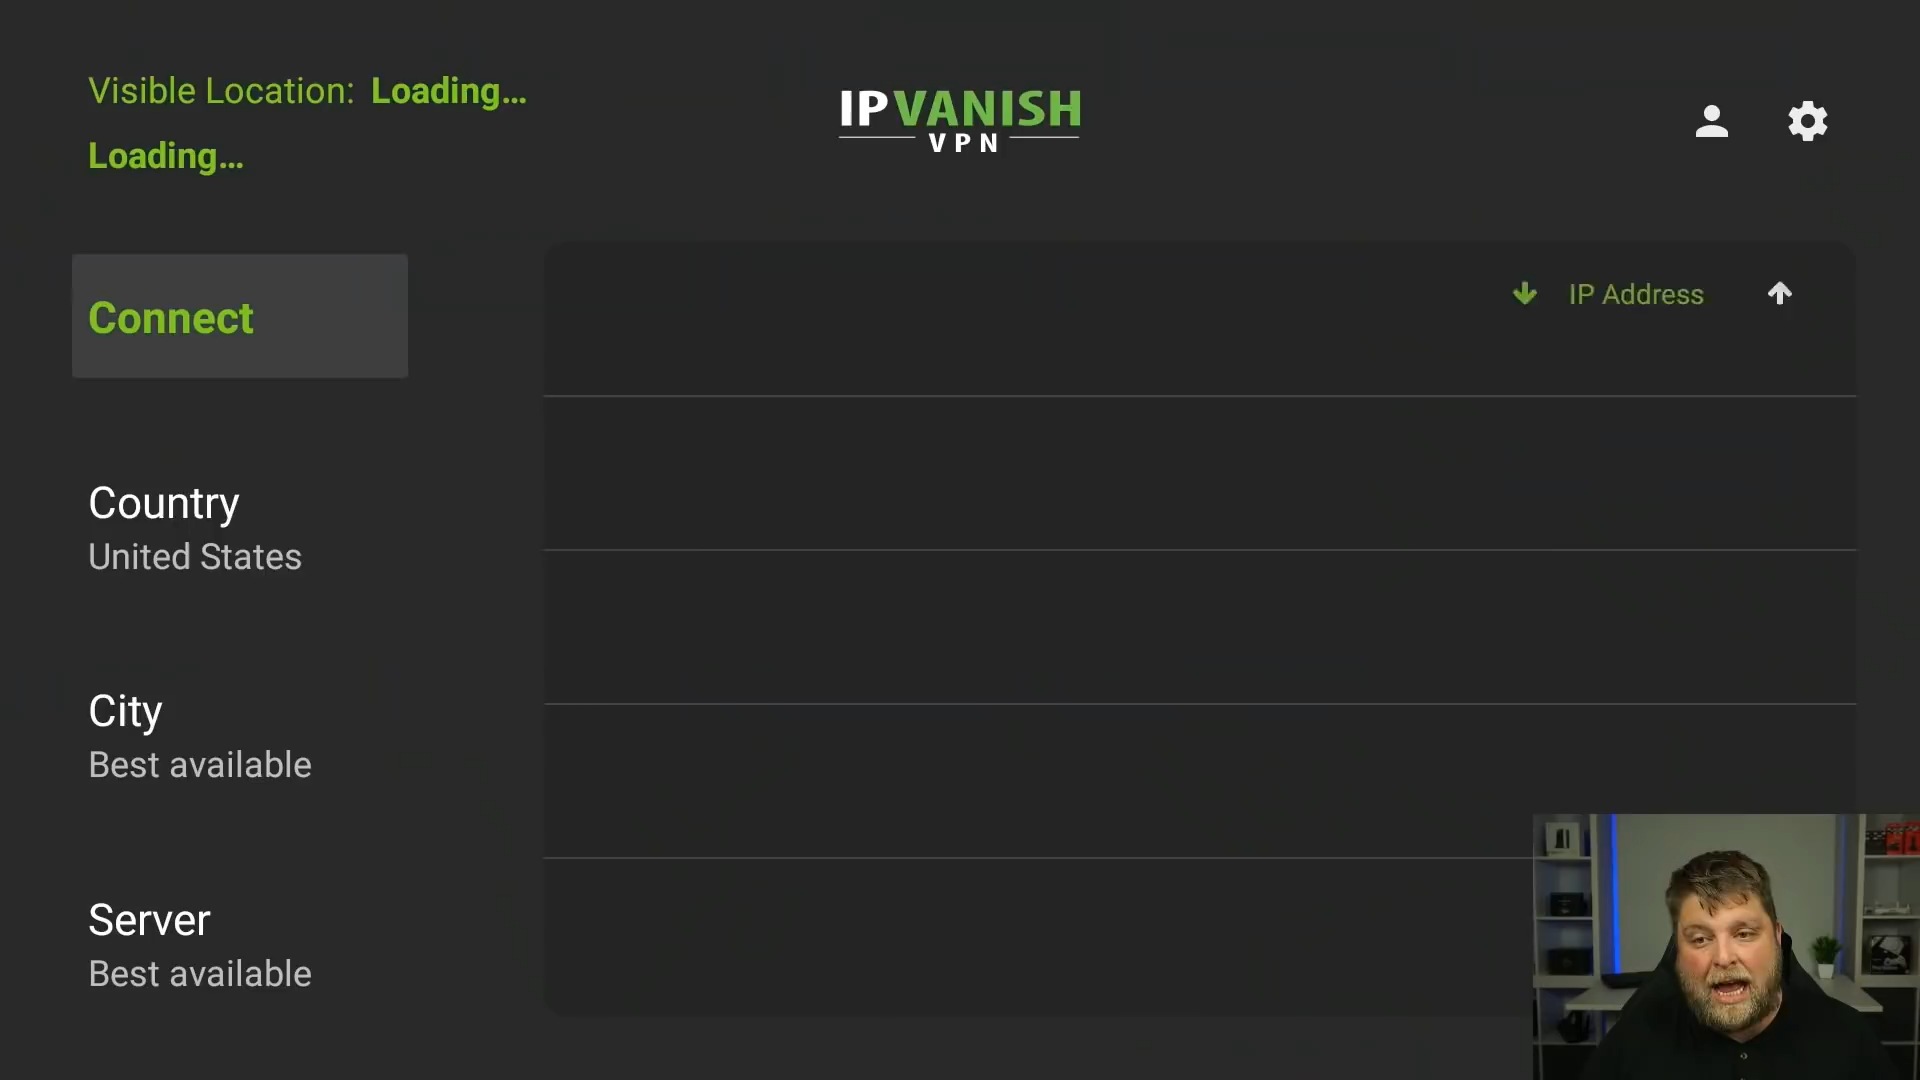 Visible Location: Loading...
Loading...
IPVANISH
VPN
Connect
IP Address
Country
United States
City
Best available
Server
Best available